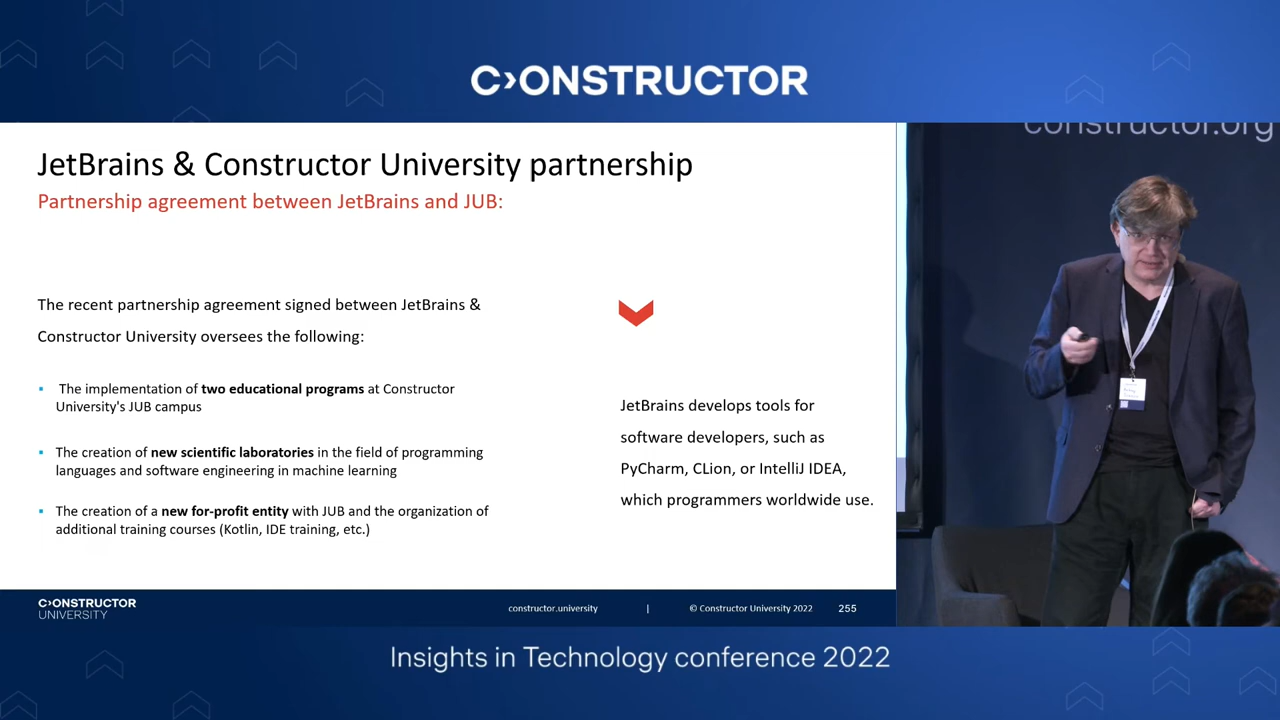 C›ONSTRUCTOR
constructor.org
JetBrains & Constructor University partnership
Partnership agreement between JetBrains and JUB:
The recent partnership agreement signed between JetBrains &
Constructor University oversees the following:
▪ The implementation of two educational programs at Constructor
University's JUB campus
▪ The creation of new scientific laboratories in the field of programming
languages and software engineering in machine learning
▪ The creation of a new for-profit entity with JUB and the organization of
additional training courses (Kotlin, IDE training, etc.)
JetBrains develops tools for
software developers, such as
PyCharm, CLion, or IntelliJ IDEA,
which programmers worldwide use.
C›ONSTRUCTOR
UNIVERSITY
constructor.university | © Constructor University 2022 255
Insights in Technology conference 2022